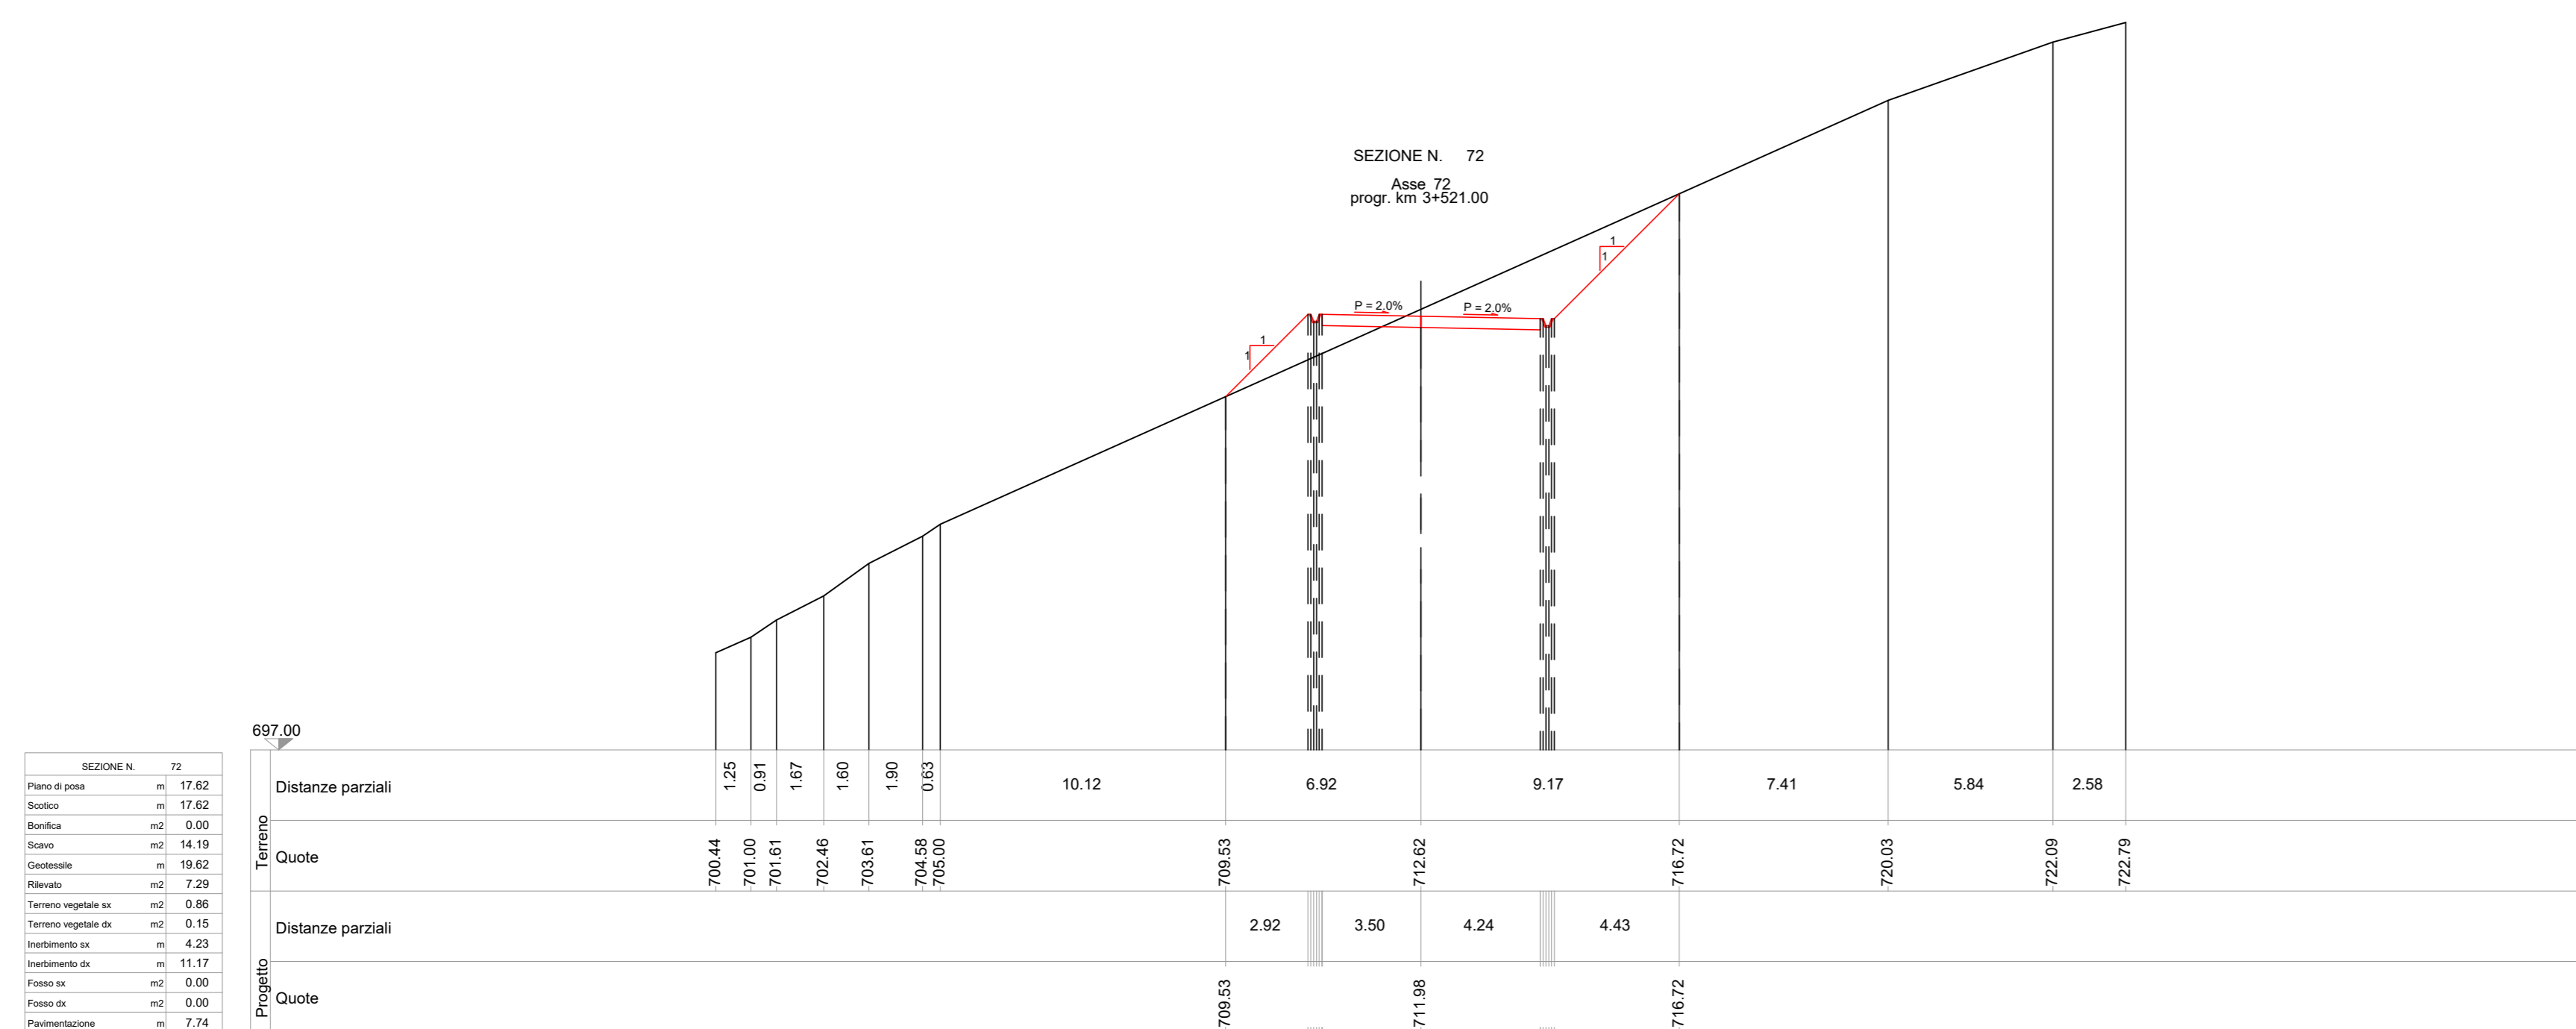 SEZIONE N. 72
Asse 72
progr. km 3+521.00
1
1
P = 2.0%
P = 2.0%
1
1
697.00
SEZIONE N. 72
Piano di posa m 17.62
Scotico m 17.62
Bonifica m2 0.00
Scavo m2 14.19
Geotessile m 19.62
Rilevato m2 7.29
Terreno vegetale sx m2 0.86
Terreno vegetale dx m2 0.15
Inerbimento sx m 4.23
Inerbimento dx m 11.17
Fosso sx m2 0.00
Fosso dx m2 0.00
Pavimentazione m 7.74
Terreno
Distanze parziali 1.25 0.91 1.67 1.60 1.90 0.63 10.12 6.92 9.17 7.41 5.84 2.58
Quote 700.44 701.00 701.61 702.46 703.61 704.58 705.00 709.53 712.62 716.72 720.03 722.09 722.79
Progetto
Distanze parziali 2.92 3.50 4.24 4.43
Quote 709.53 711.98 716.72